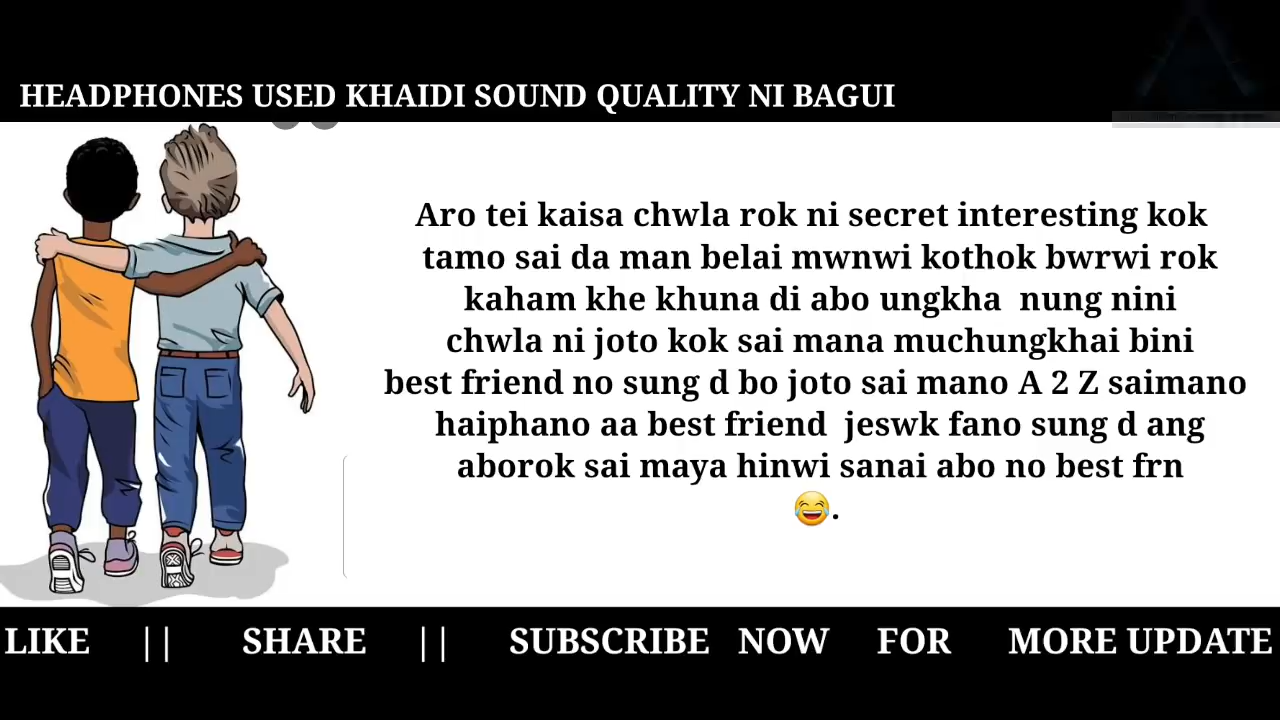 HEADPHONES USED KHAIDI SOUND QUALITY NI BAGUI
Aro tei kaisa chwla rok ni secret interesting kok
tamo sai da man belai mwnwi kothok bwrwi rok
kaham khe khuna di abo ungkha nung nini
chwla ni joto kok sai mana muchungkhai bini
best friend no sung d bo joto sai mano A 2 Z saimano
haiphano aa best friend jeswk fano sung d ang
aborok sai maya hinwi sanai abo no best frn
😂.
LIKE || SHARE || SUBSCRIBE NOW FOR MORE UPDATE